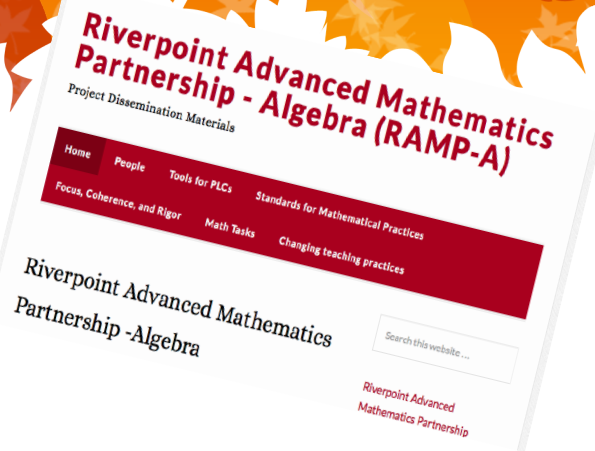 Riverpoint Advanced Mathematics
Partnership - Algebra (RAMP-A)
Project Dissemination Materials
Home People Tools for PLCs Standards for Mathematical Practices
Focus, Coherence, and Rigor Math Tasks Changing teaching practices
Riverpoint Advanced Mathematics
Partnership -Algebra
Search this website ...
Riverpoint Advanced
Mathematics Partnership